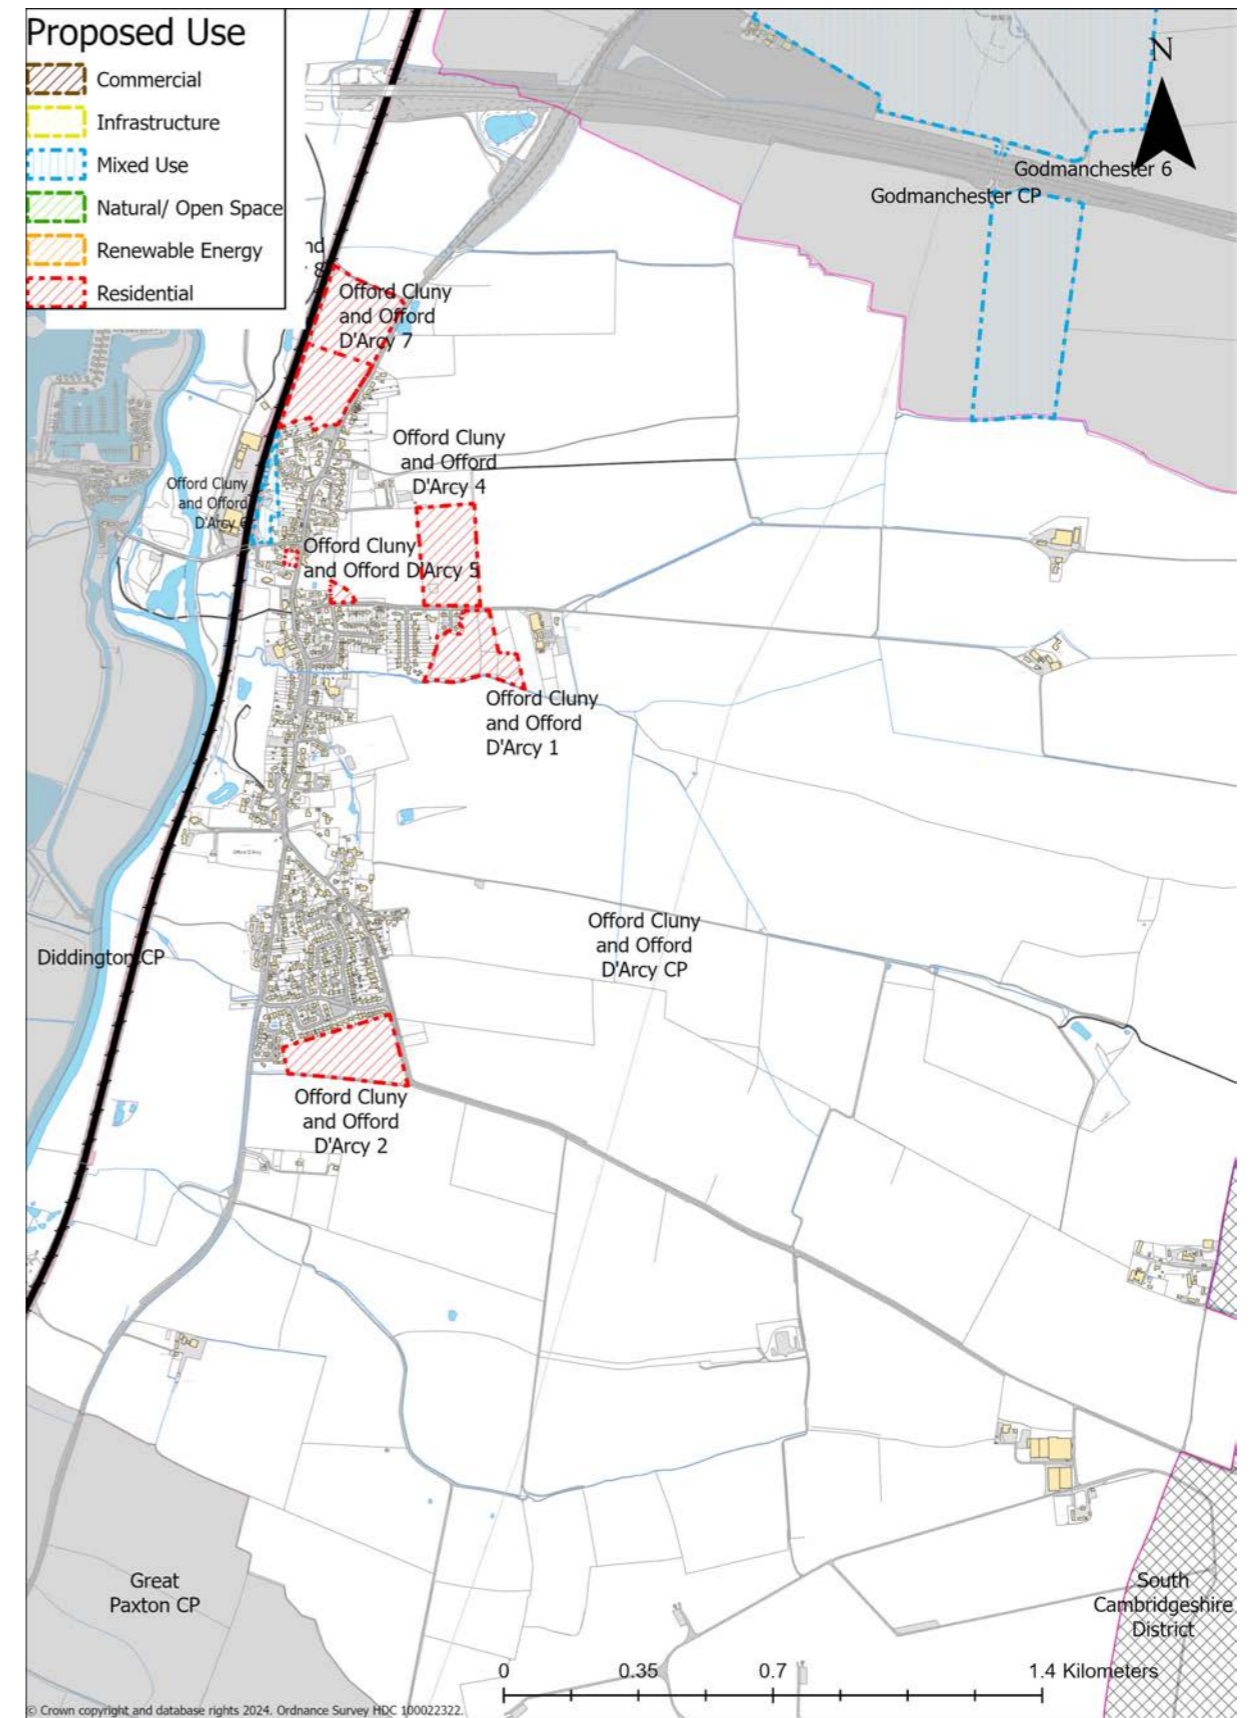 Proposed Use
Commercial
Infrastructure
Mixed Use
Natural/ Open Space
Renewable Energy
Residential
N
Godmanchester 6
Godmanchester CP
nd
8
Offord Cluny
and Offord
D'Arcy 7
Offord Cluny
and Offord
D'Arcy 4
Offord Cluny
and Offord
D'Arcy 6
Offord Cluny
and Offord D'Arcy 5
Offord Cluny
and Offord
D'Arcy 1
Offord D'Arcy
Offord Cluny
and Offord
D'Arcy CP
Diddington CP
Offord Cluny
and Offord
D'Arcy 2
Great
Paxton CP
South
Cambridgeshire
District
0 0.35 0.7 1.4 Kilometers
© Crown copyright and database rights 2024. Ordnance Survey HDC 100022322.